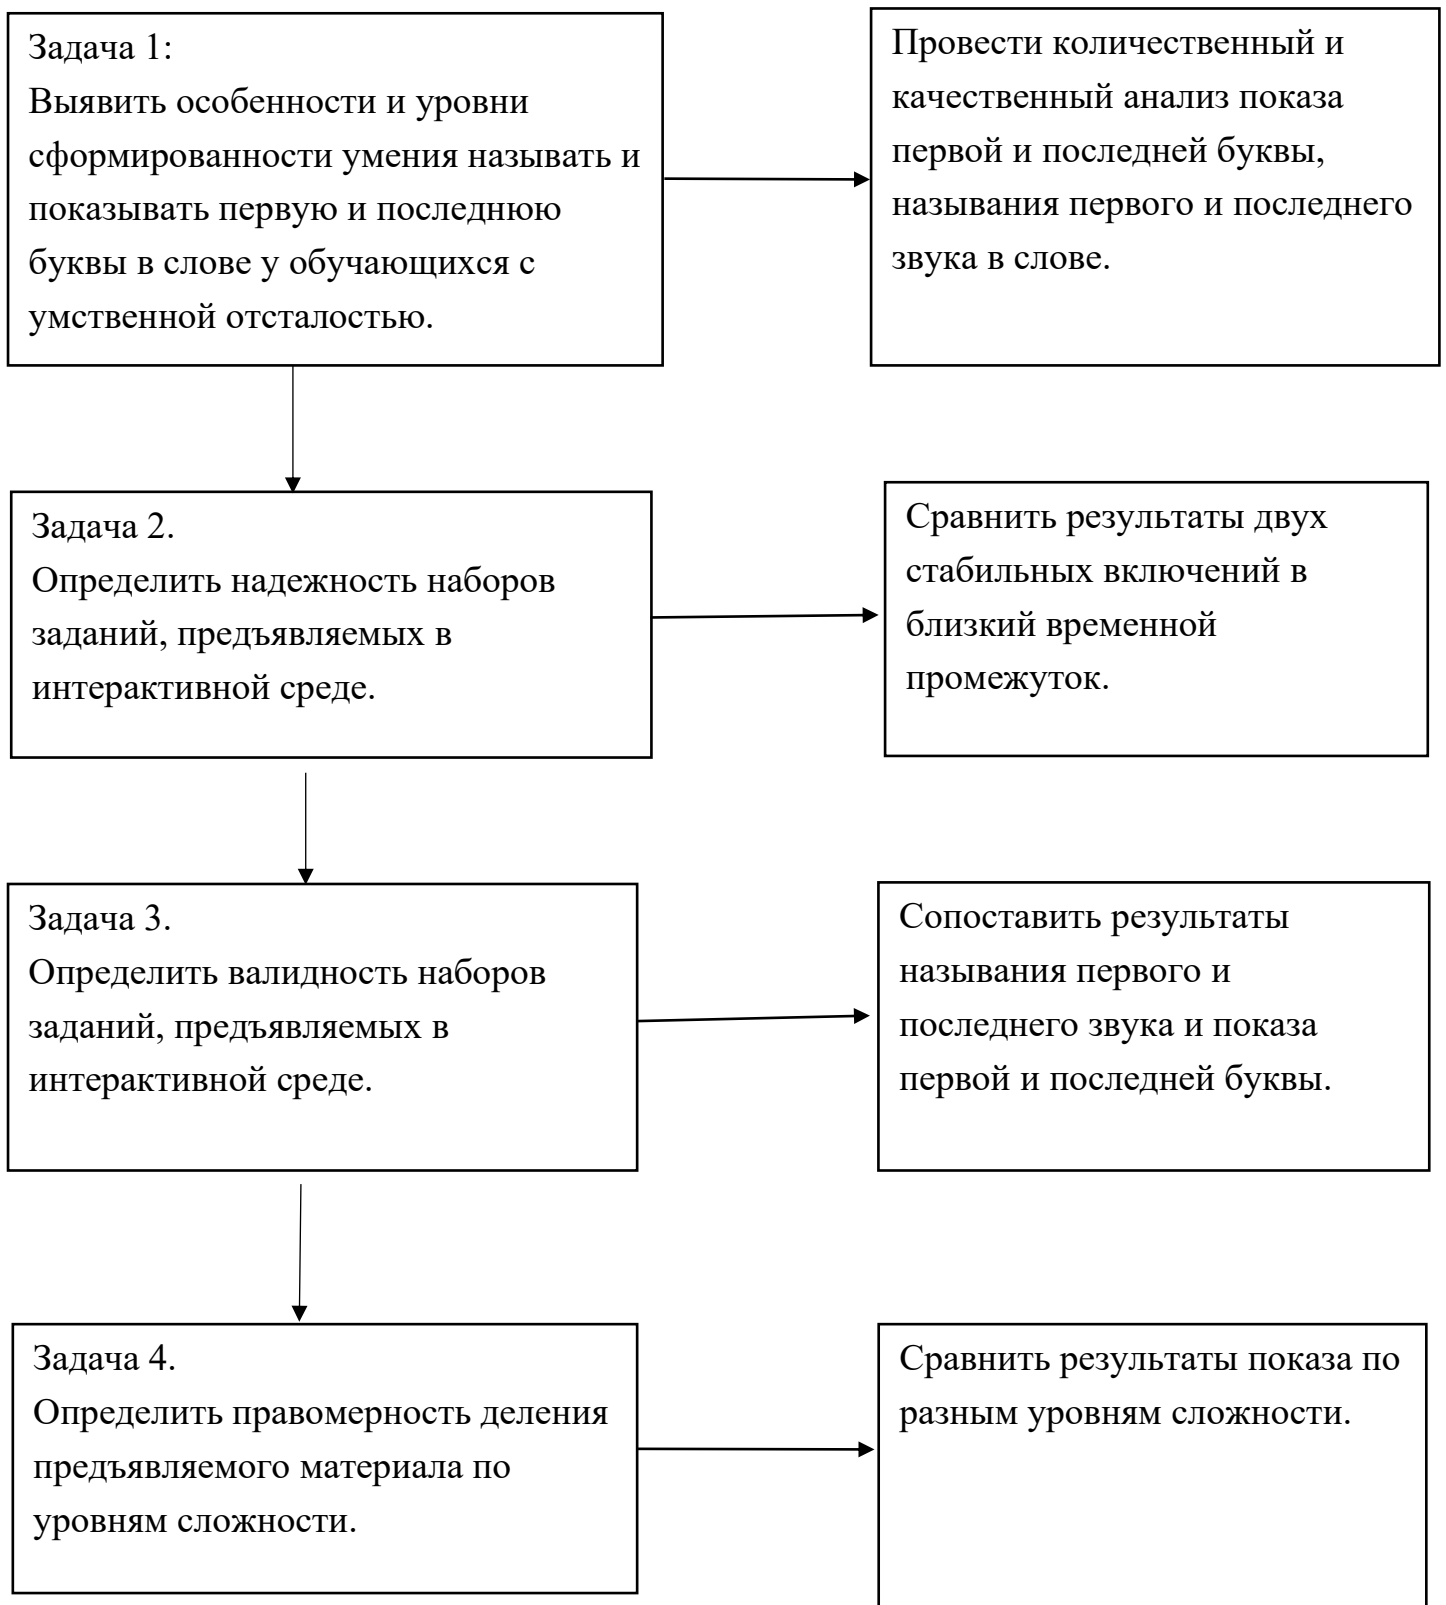 Задача 1:
Выявить особенности и уровни
сформированности умения называть и
показывать первую и последнюю
буквы в слове у обучающихся с
умственной отсталостью.
Провести количественный и
качественный анализ показа
первой и последней буквы,
называния первого и последнего
звука в слове.
Задача 2.
Определить надежность наборов
заданий, предъявляемых в
интерактивной среде.
Сравнить результаты двух
стабильных включений в
близкий временной
промежуток.
Задача 3.
Определить валидность наборов
заданий, предъявляемых в
интерактивной среде.
Сопоставить результаты
называния первого и
последнего звука и показа
первой и последней буквы.
Задача 4.
Определить правомерность деления
предъявляемого материала по
уровням сложности.
Сравнить результаты показа по
разным уровням сложности.